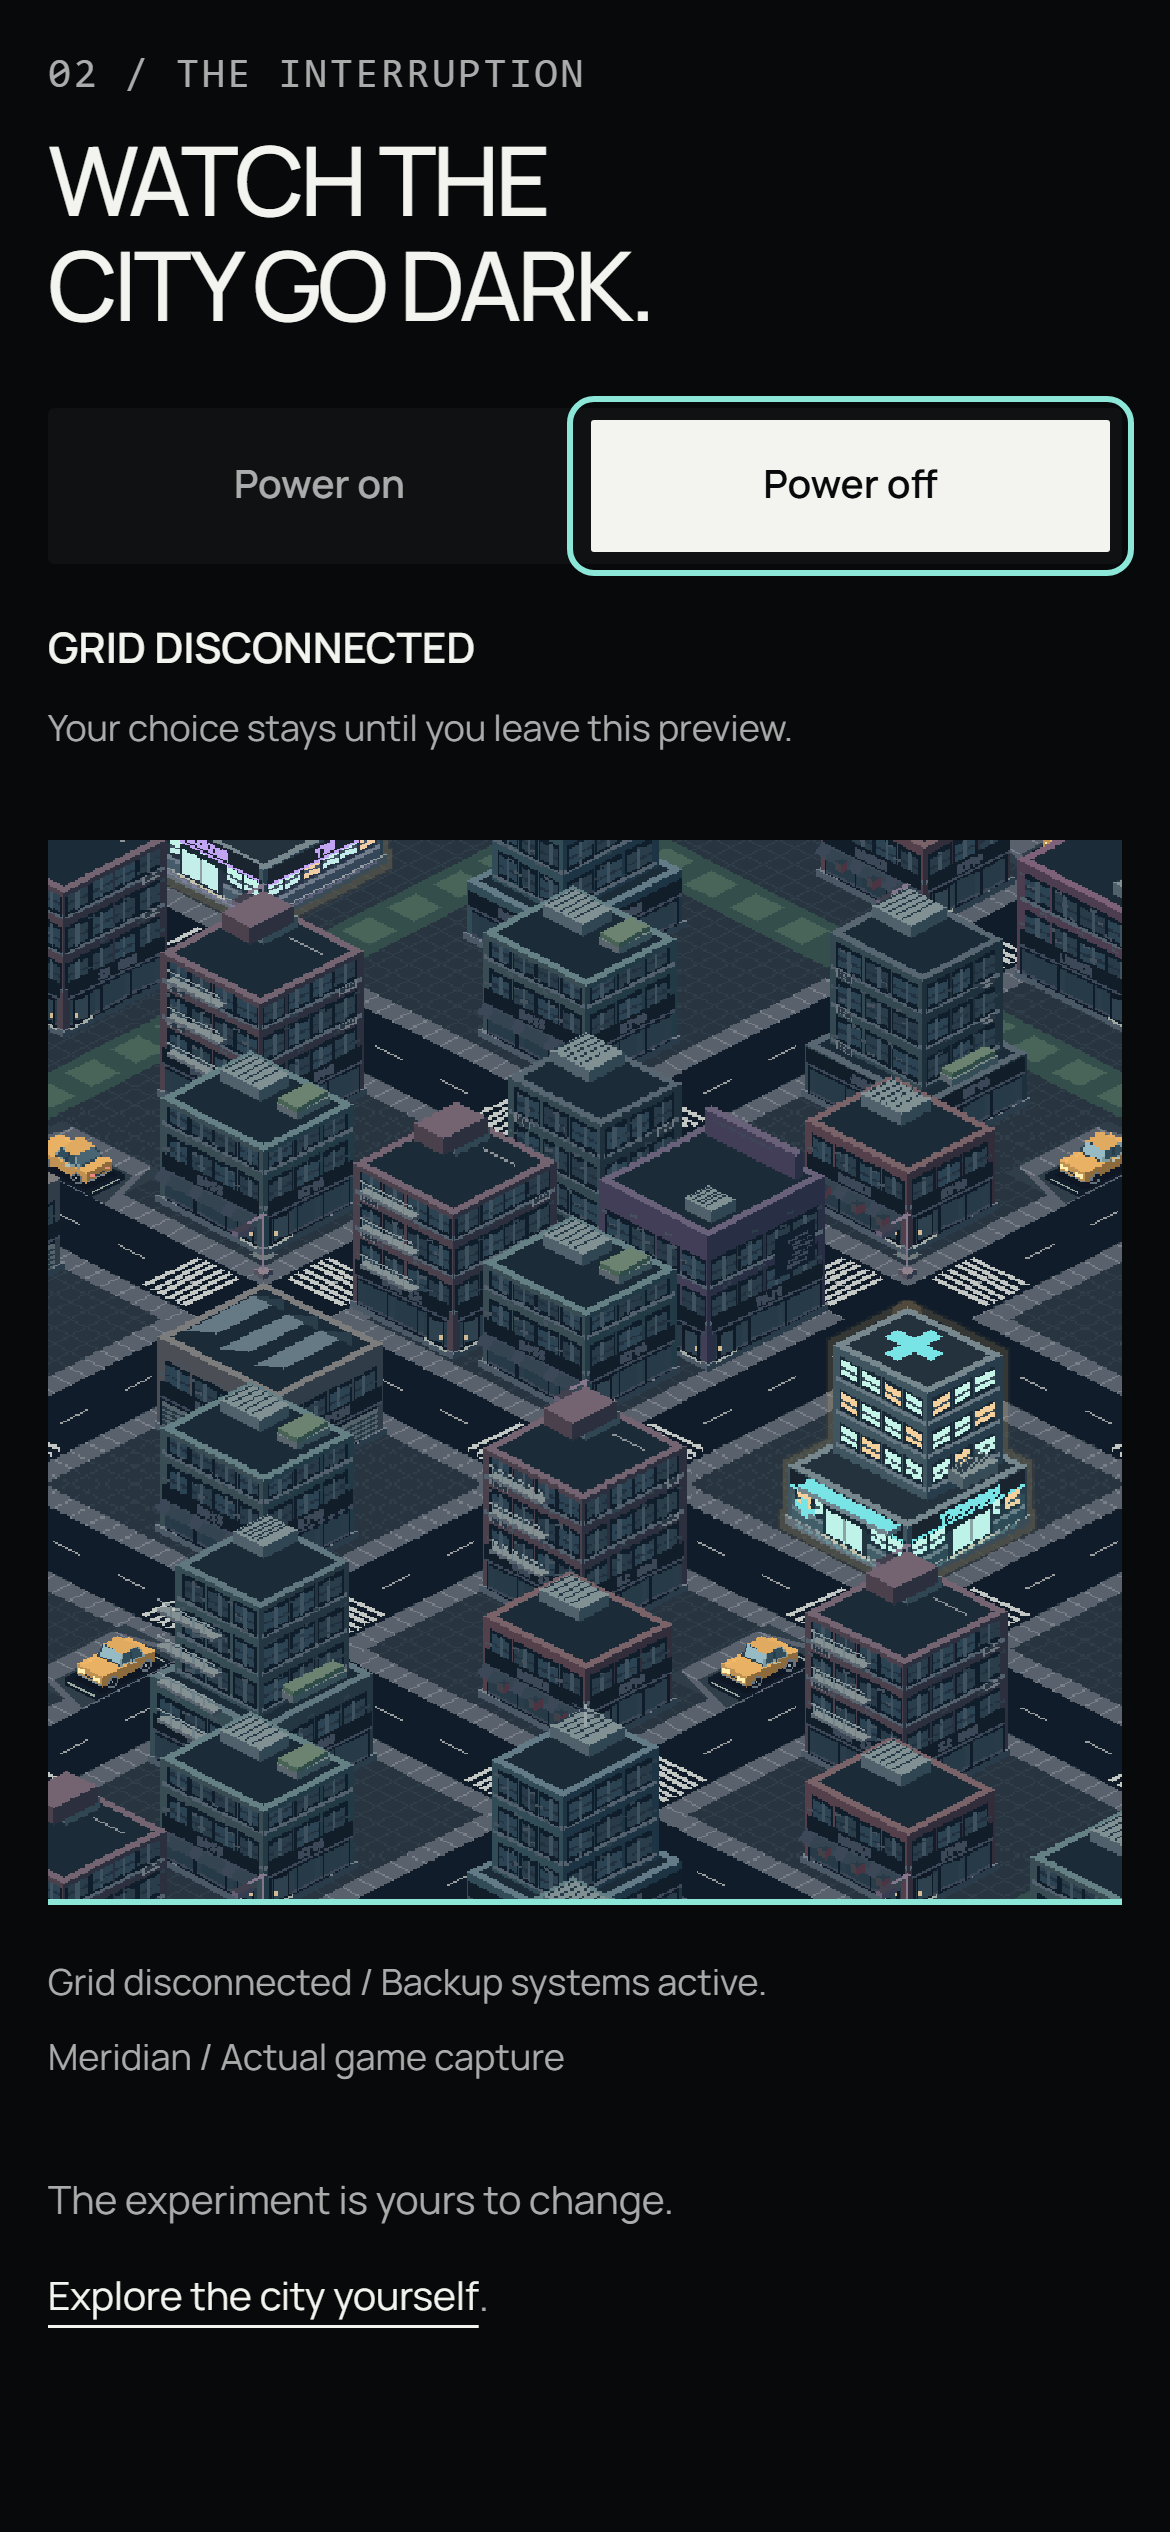 02 / THE INTERRUPTION
WATCH THE
CITY GO DARK.
Power on
Power off
GRID DISCONNECTED
Your choice stays until you leave this preview.
Grid disconnected / Backup systems active.
Meridian / Actual game capture
The experiment is yours to change.
Explore the city yourself.